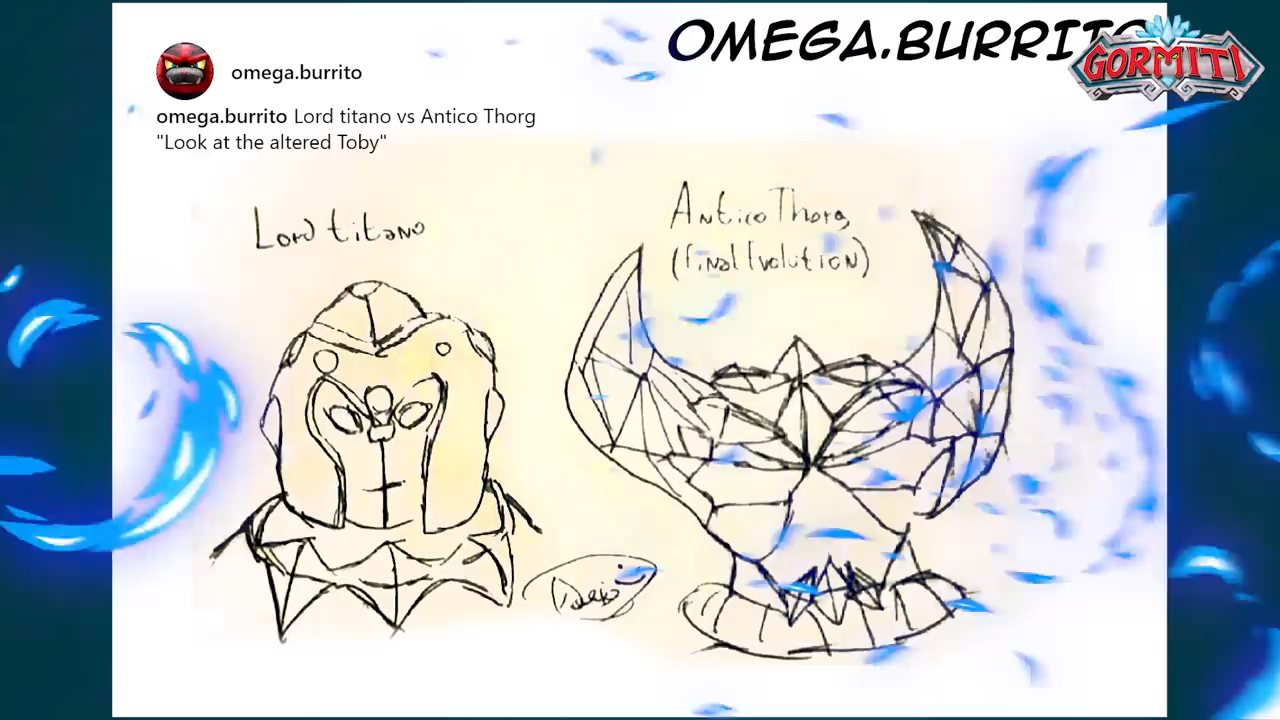 OMEGA.BURRITO
GORMITI
omega.burrito
omega.burrito Lord titano vs Antico Thorg
"Look at the altered Toby"
Lord titano
Antico Thorg
(Final Evolution)